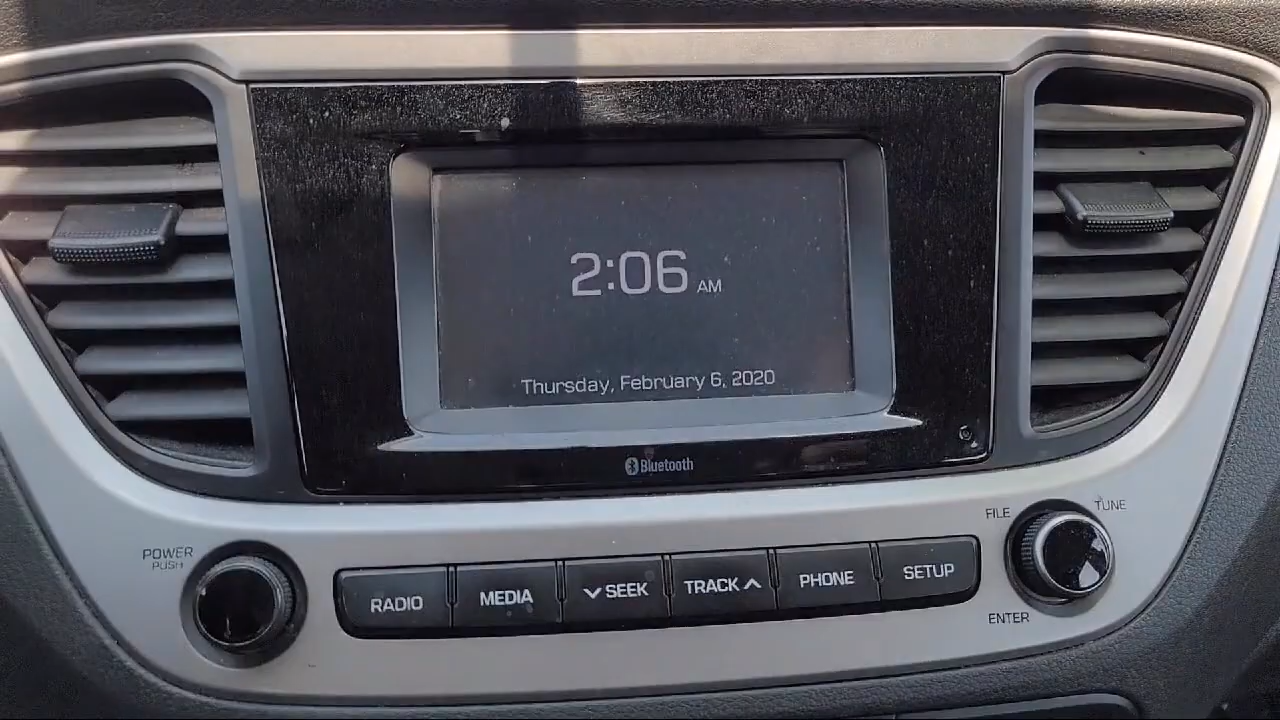 2:06 AM
Thursday, February 6, 2020
Bluetooth
POWER
PUSH
RADIO
MEDIA
SEEK
TRACK
PHONE
SETUP
FILE
TUNE
ENTER